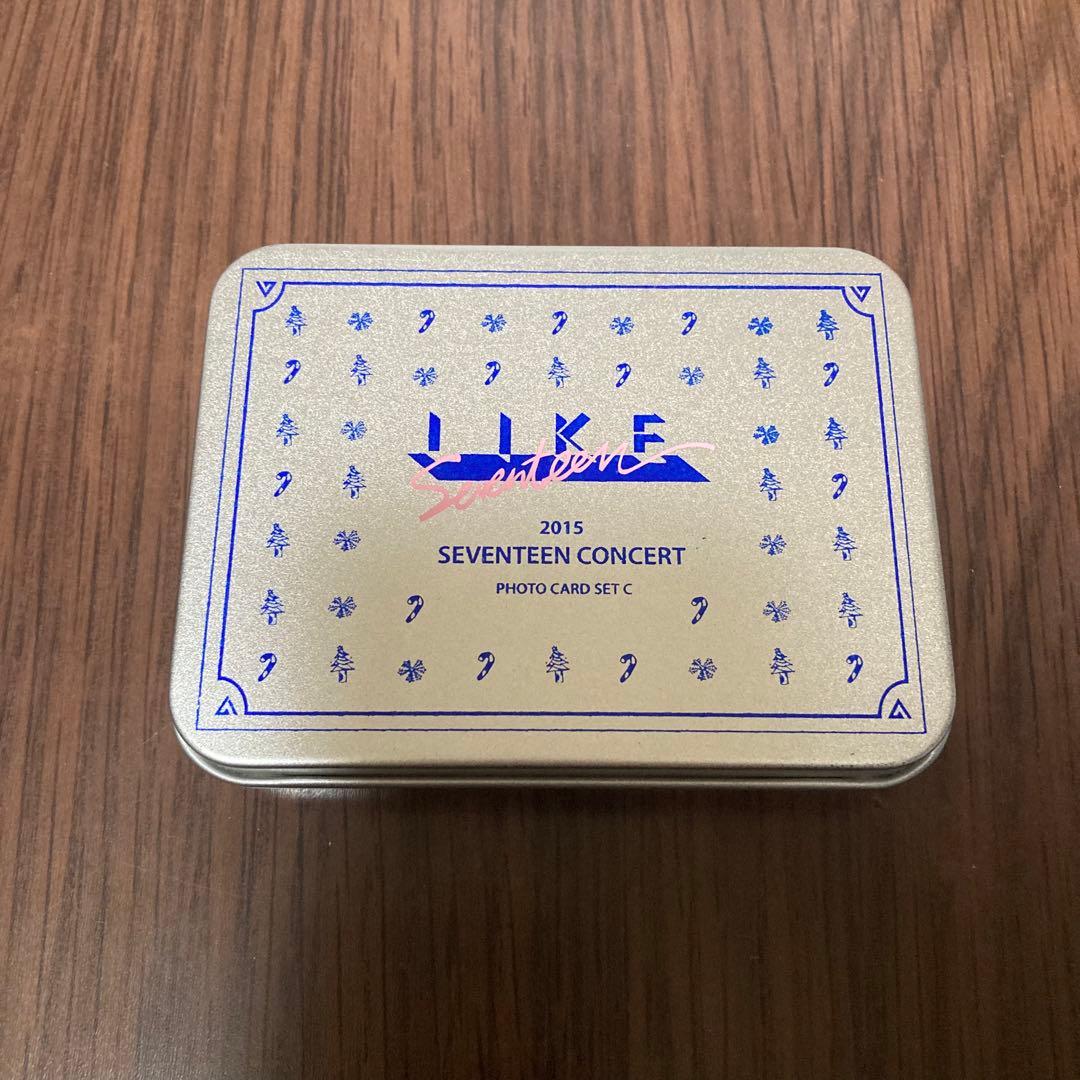 LIKE
Seventeen
2015
SEVENTEEN CONCERT
PHOTO CARD SET C